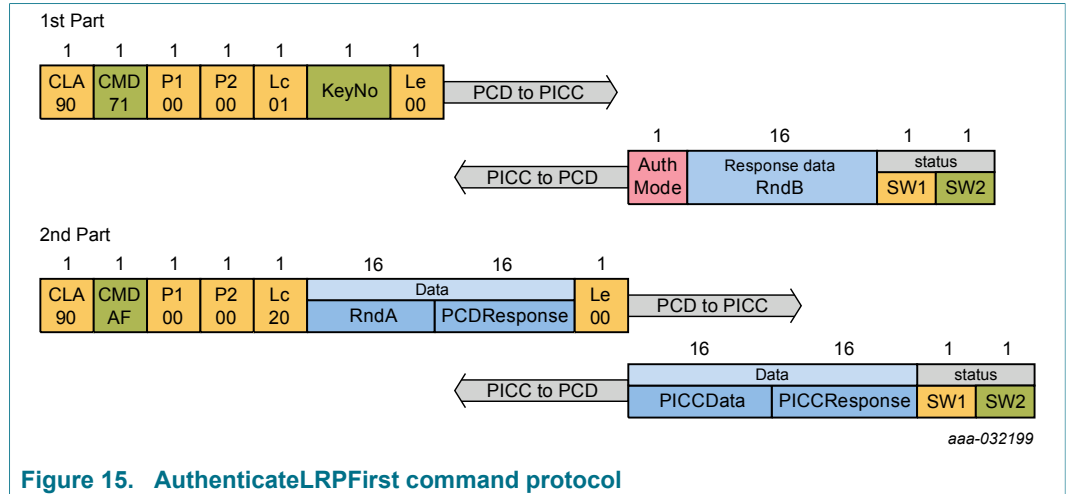 1st Part
1 1 1 1 1 1 1
CLA CMD P1 P2 Lc KeyNo Le
90 71 00 00 01 00
PCD to PICC
1 16 1 1
Auth Response data status
Mode RndB SW1 SW2
PICC to PCD
2nd Part
1 1 1 1 1 16 16 1
CLA CMD P1 P2 Lc Data Le
90 AF 00 00 20 RndA PCDResponse 00
PCD to PICC
16 16 1 1
Data status
PICCData PICCResponse SW1 SW2
PICC to PCD
aaa-032199
Figure 15. AuthenticateLRPFirst command protocol